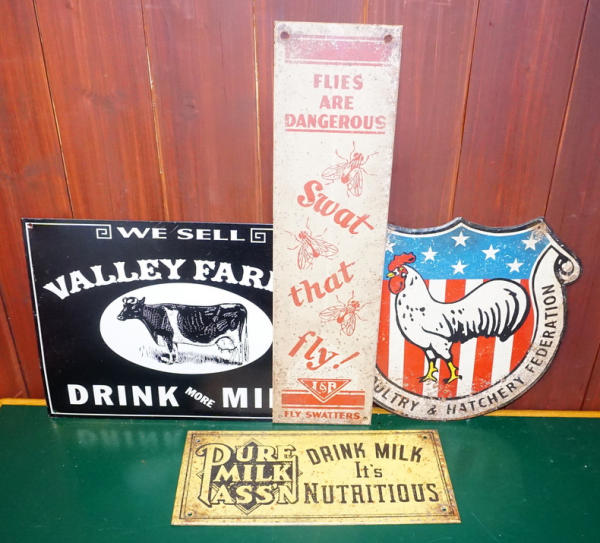 FLIES
ARE
DANGEROUS
Swat
that
fly!
FLY SWATTERS
WE SELL
VALLEY FAR
DRINK MORE MI
OULTRY & HATCHERY FEDERATION
PURE
MILK
ASS'N
DRINK MILK
It's
NUTRITIOUS